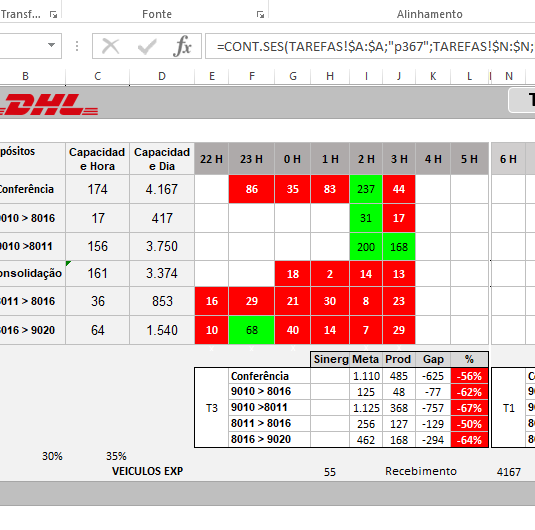 Transf... Fonte Alinhamento
fx =CONT.SES(TAREFAS!$A:$A;"p367";TAREFAS!$N:$N;
B C D E F G H I J K L N
DHL T
pósitos Capacidad e Hora Capacidad e Dia 22 H 23 H 0 H 1 H 2 H 3 H 4 H 5 H 6 H
Conferência 174 4.167 86 35 83 237 44
9010 > 8016 17 417 31 17
9010 >8011 156 3.750 200 168
onsolidação 161 3.374 18 2 14 13
8011 > 8016 36 853 16 29 21 30 8 23
8016 > 9020 64 1.540 10 68 40 14 7 29
Sinerg Meta Prod Gap %
Conferência 1.110 485 -625 -56% C
9010 > 8016 125 48 -77 -62% 90
T3 9010 >8011 1.125 368 -757 -67% T1 90
8011 > 8016 256 127 -129 -50% 80
8016 > 9020 462 168 -294 -64% 80
30% 35%
VEICULOS EXP 55 Recebimento 4167